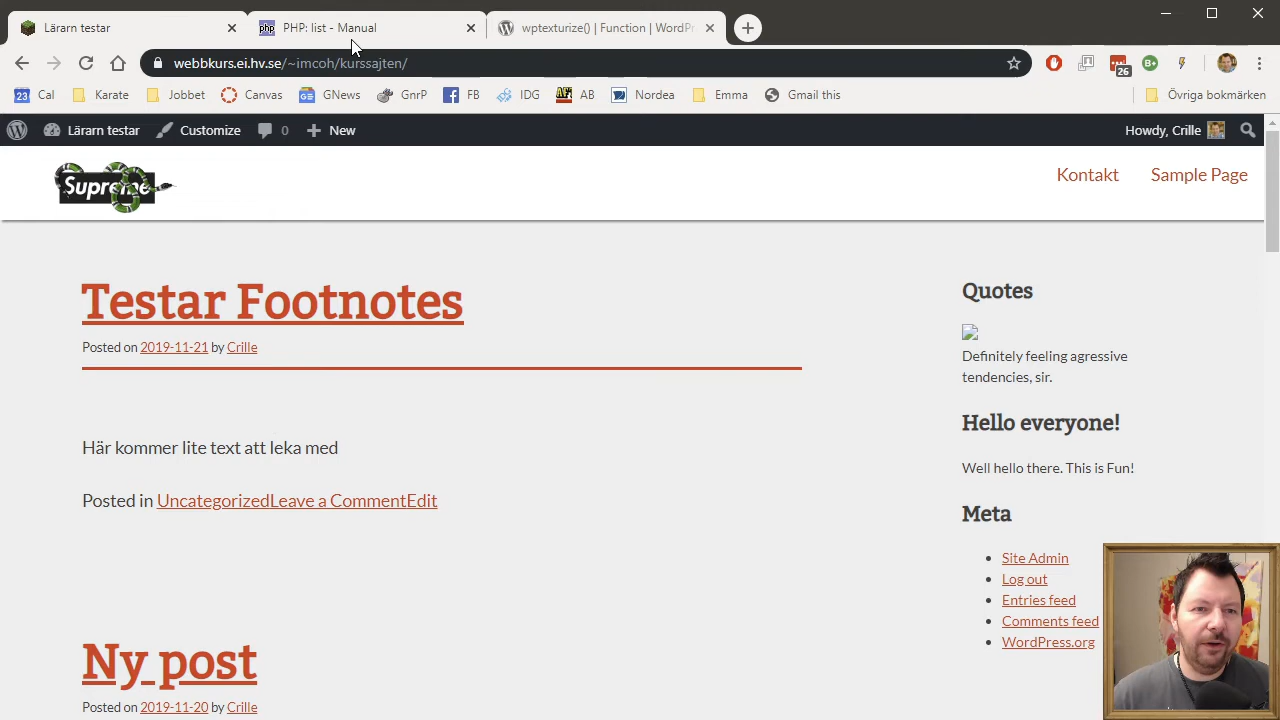 Lärarn testar
PHP: list - Manual
wptexturize() | Function | WordPr
webbkurs.ei.hv.se/~imcoh/kurssajten/
26
23 Cal
Karate
Jobbet
Canvas
GNews
GnrP
FB
IDG
AB
Nordea
Emma
Gmail this
Övriga bokmärken
Lärarn testar
Customize
0
New
Howdy, Crille
Supreme
Kontakt
Sample Page
Testar Footnotes
Posted on 2019-11-21 by Crille
Här kommer lite text att leka med
Posted in UncategorizedLeave a CommentEdit
Ny post
Posted on 2019-11-20 by Crille
Quotes
Definitely feeling agressive
tendencies, sir.
Hello everyone!
Well hello there. This is Fun!
Meta
Site Admin
Log out
Entries feed
Comments feed
WordPress.org